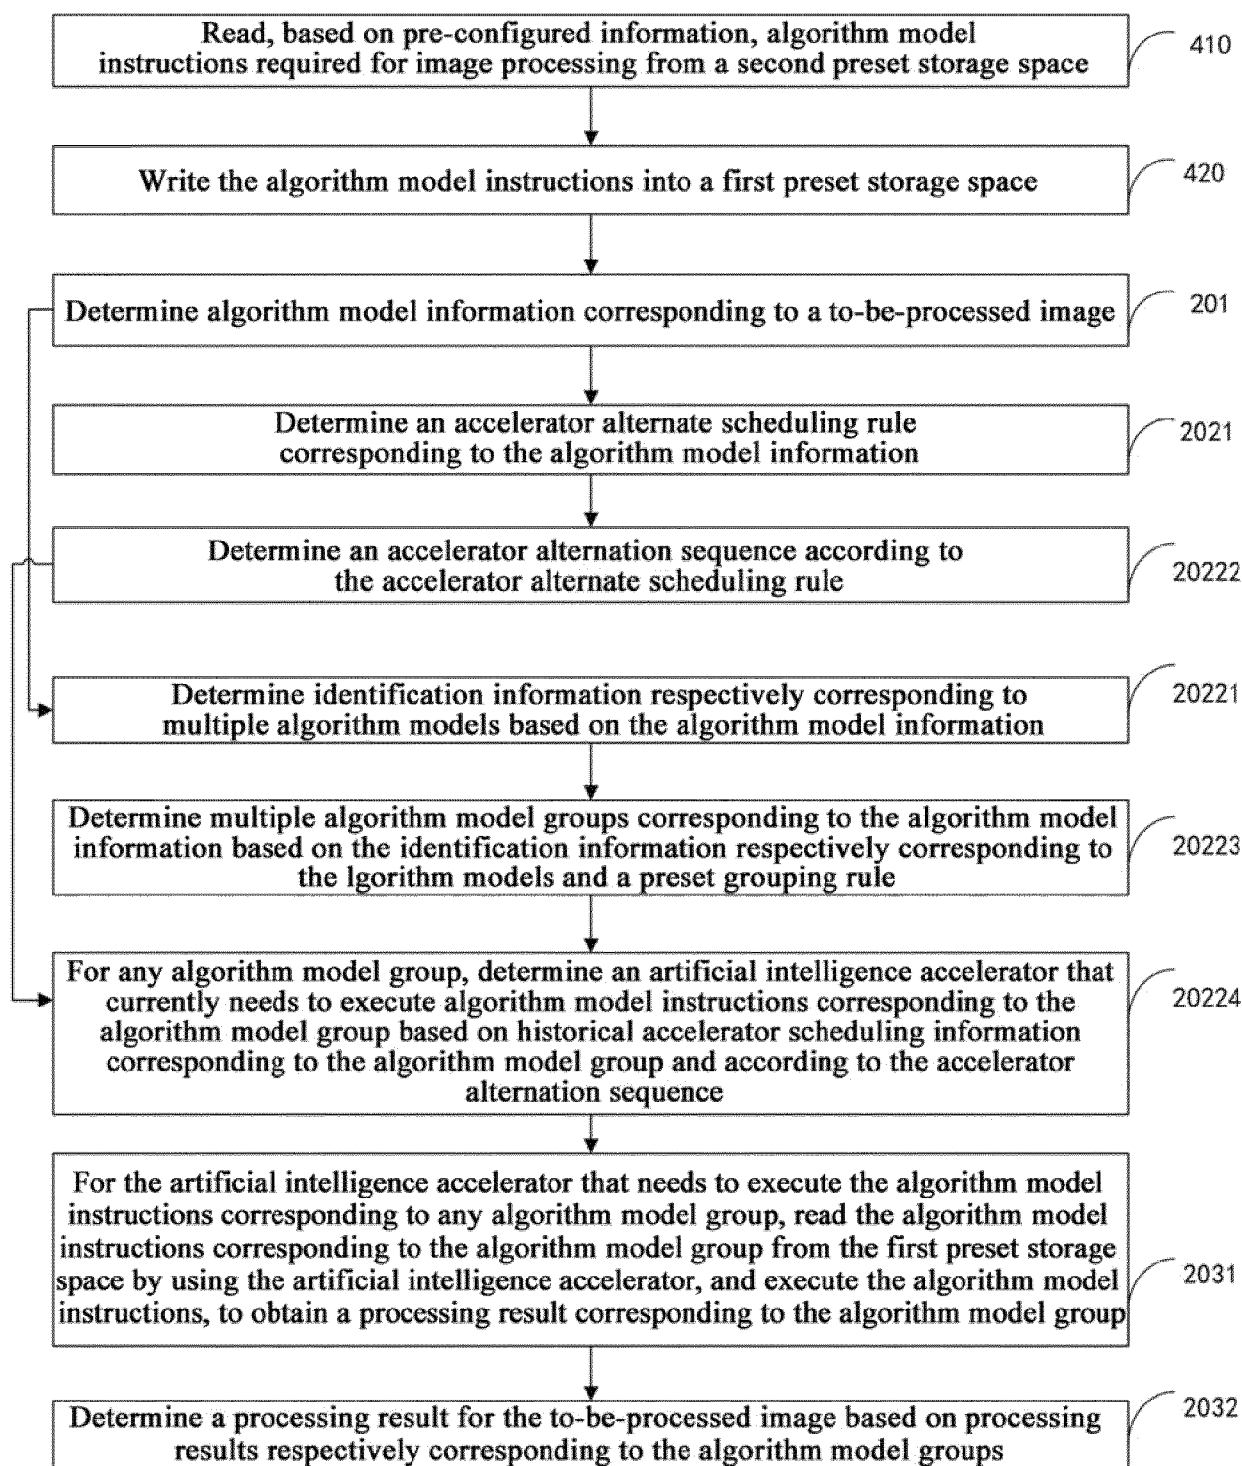 Read, based on pre-configured information, algorithm model
instructions required for image processing from a second preset storage space
410
Write the algorithm model instructions into a first preset storage space
420
Determine algorithm model information corresponding to a to-be-processed image
201
Determine an accelerator alternate scheduling rule
corresponding to the algorithm model information
2021
Determine an accelerator alternation sequence according to
the accelerator alternate scheduling rule
20222
Determine identification information respectively corresponding to
multiple algorithm models based on the algorithm model information
20221
Determine multiple algorithm model groups corresponding to the algorithm model
information based on the identification information respectively corresponding to
the lgorithm models and a preset grouping rule
20223
For any algorithm model group, determine an artificial intelligence accelerator that
currently needs to execute algorithm model instructions corresponding to the
algorithm model group based on historical accelerator scheduling information
corresponding to the algorithm model group and according to the accelerator
alternation sequence
20224
For the artificial intelligence accelerator that needs to execute the algorithm model
instructions corresponding to any algorithm model group, read the algorithm model
instructions corresponding to the algorithm model group from the first preset storage
space by using the artificial intelligence accelerator, and execute the algorithm model
instructions, to obtain a processing result corresponding to the algorithm model group
2031
Determine a processing result for the to-be-processed image based on processing
results respectively corresponding to the algorithm model groups
2032